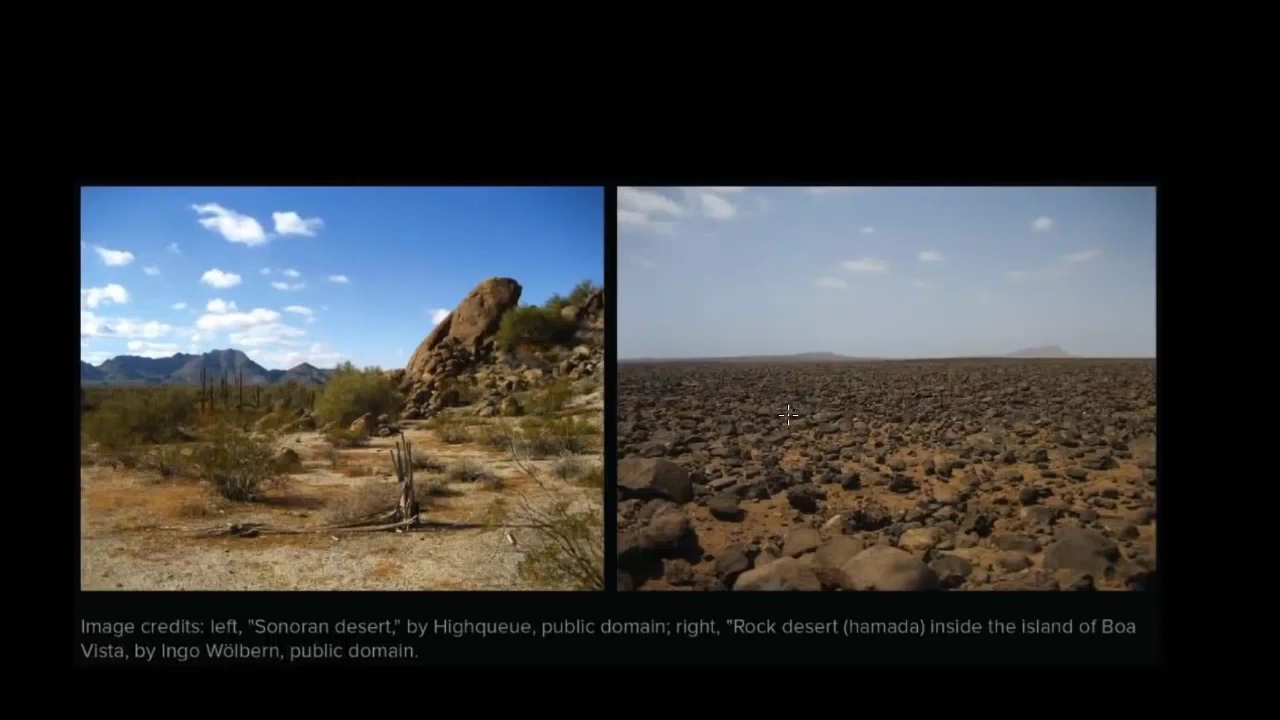 Image credits: left, "Sonoran desert," by Highqueue, public domain; right, "Rock desert (hamada) inside the island of Boa
Vista, by Ingo Wölbern, public domain.